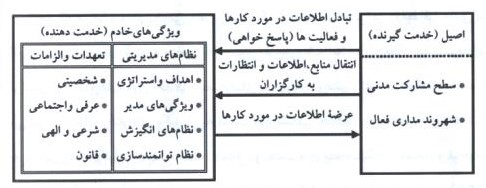 اصیل (خدمت گیرنده)
• سطح مشارکت مدنی
• شهروند مداری فعال
تبادل اطلاعات در مورد کارها
و فعالیت ها (پاسخ خواهی)
انتقال منابع،اطلاعات و انتظارات
به کارگزاران
عرضهٔ اطلاعات در مورد کارها
ویژگی‌های خادم (خدمت دهنده)
نظام‌های مدیریتی
• اهداف واستراتژی
• ویژگی‌های مدیر
• نظام‌های انگیزش
• نظام توانمندسازی
تعهدات والزامات
• شخصیتی
• عرفی واجتماعی
• شرعی و الهی
• قانون